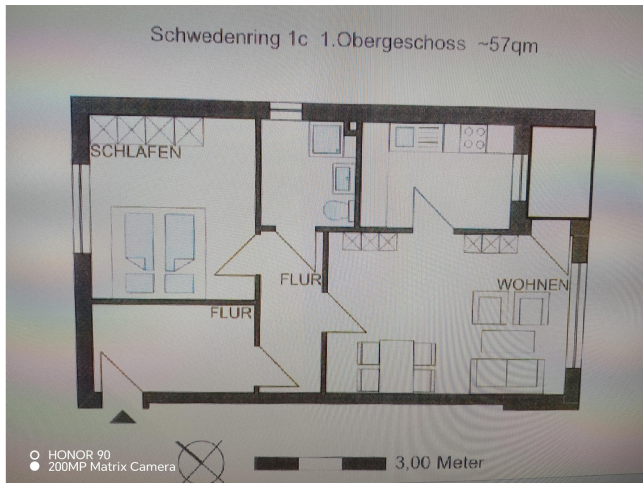 Schwedenring 1c 1.Obergeschoss ~57qm
SCHLAFEN
FLUR
WOHNEN
FLUR
3,00 Meter
HONOR 90
200MP Matrix Camera